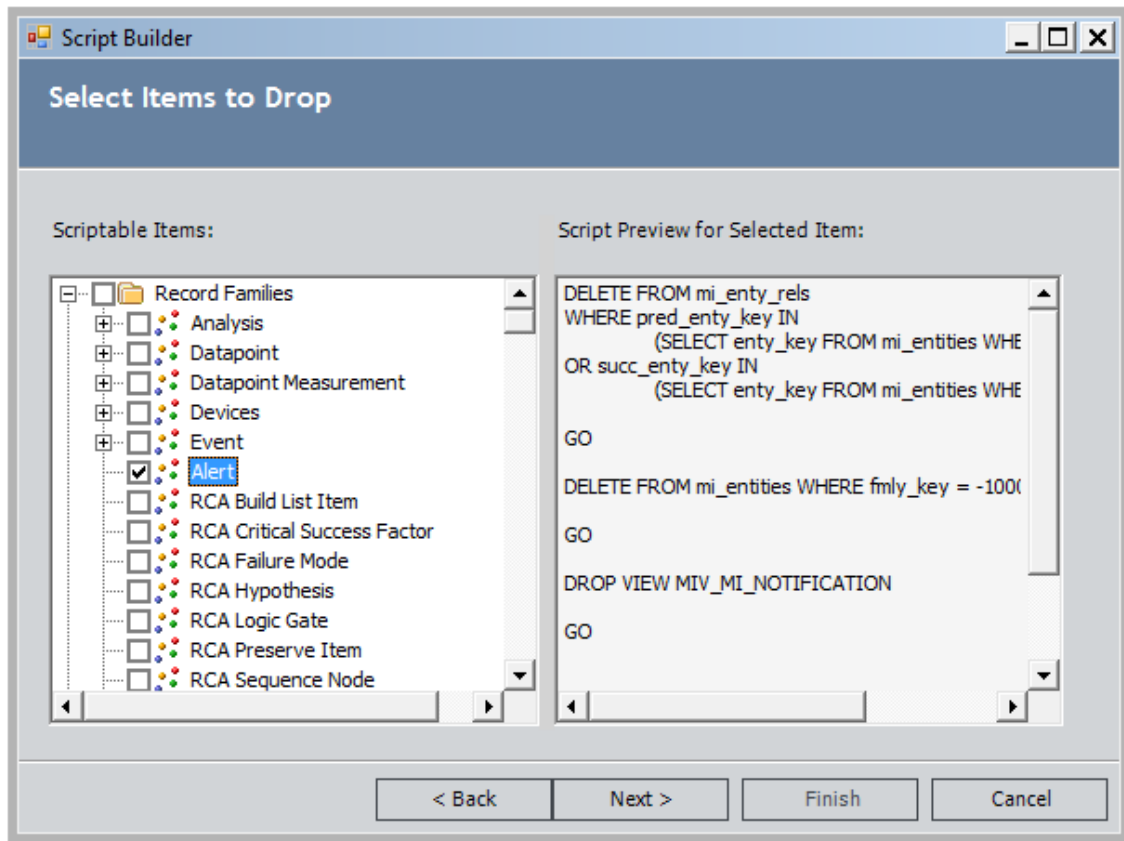 Script Builder
Select Items to Drop
Scriptable Items:
Script Preview for Selected Item:
Record Families
Analysis
Datapoint
Datapoint Measurement
Devices
Event
Alert
RCA Build List Item
RCA Critical Success Factor
RCA Failure Mode
RCA Hypothesis
RCA Logic Gate
RCA Preserve Item
RCA Sequence Node
DELETE FROM mi_enty_rels
WHERE pred_enty_key IN
(SELECT enty_key FROM mi_entities WHE
OR succ_enty_key IN
(SELECT enty_key FROM mi_entities WHE
GO
DELETE FROM mi_entities WHERE fmly_key = -1000
GO
DROP VIEW MIV_MI_NOTIFICATION
GO
< Back
Next >
Finish
Cancel